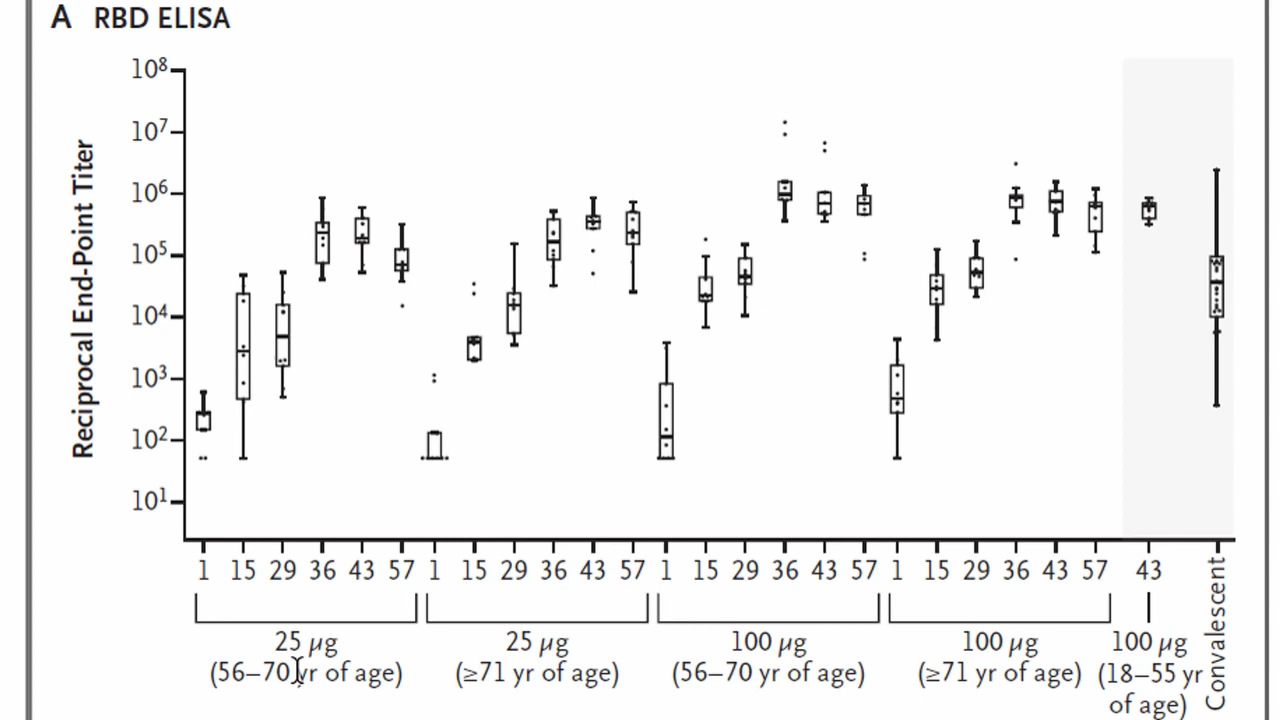 A RBD ELISA
Reciprocal End-Point Titer
10⁸
10⁷
10⁶
10⁵
10⁴
10³
10²
10¹
1 15 29 36 43 57 1 15 29 36 43 57 1 15 29 36 43 57 1 15 29 36 43 57 43
25 µg
(56–70 yr of age)
25 µg
(≥71 yr of age)
100 µg
(56–70 yr of age)
100 µg
(≥71 yr of age)
100 µg
(18–55 yr
of age)
Convalescent